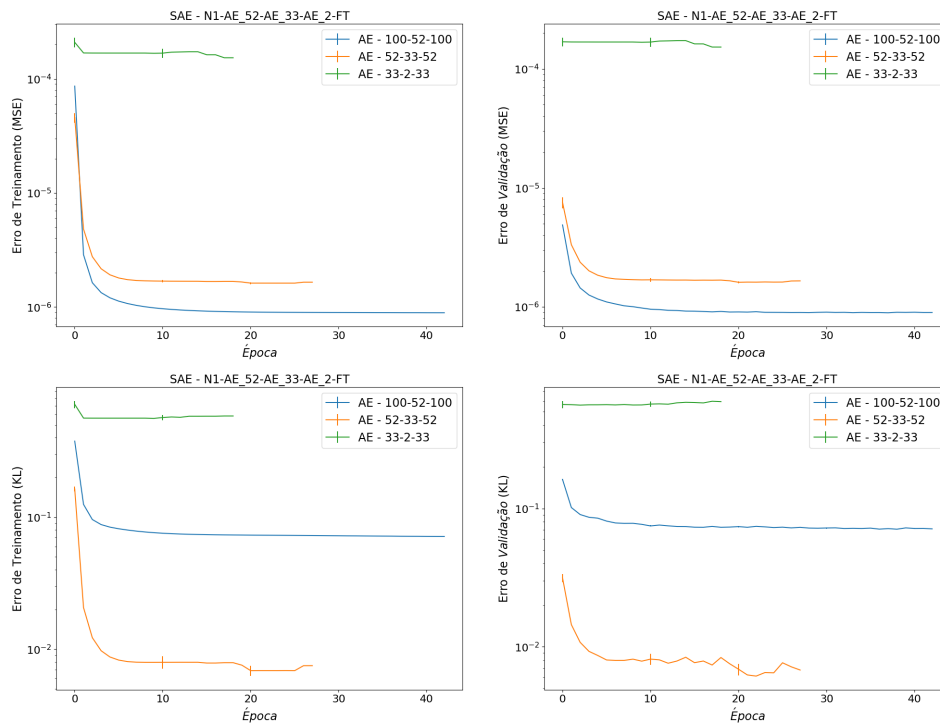 SAE - N1-AE_52-AE_33-AE_2-FT
Erro de Treinamento (MSE)
10⁻⁴
10⁻⁵
10⁻⁶
AE - 100-52-100
AE - 52-33-52
AE - 33-2-33
0 10 20 30 40
Época
SAE - N1-AE_52-AE_33-AE_2-FT
Erro de Validação (MSE)
10⁻⁴
10⁻⁵
10⁻⁶
AE - 100-52-100
AE - 52-33-52
AE - 33-2-33
0 10 20 30 40
Época
SAE - N1-AE_52-AE_33-AE_2-FT
Erro de Treinamento (KL)
10⁻¹
10⁻²
AE - 100-52-100
AE - 52-33-52
AE - 33-2-33
0 10 20 30 40
Época
SAE - N1-AE_52-AE_33-AE_2-FT
Erro de Validação (KL)
10⁻¹
10⁻²
AE - 100-52-100
AE - 52-33-52
AE - 33-2-33
0 10 20 30 40
Época